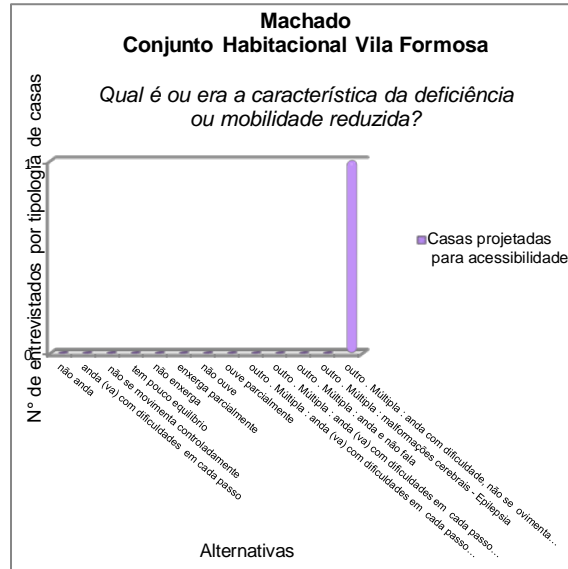 Machado
Conjunto Habitacional Vila Formosa
Qual é ou era a característica da deficiência
ou mobilidade reduzida?
N° de entrevistados por tipologia de casas
1
0
não anda
anda (va) com dificuldades em cada passo
não se movimenta controladamente
tem pouco equilíbrio
não enxerga
enxerga parcialmente
não ouve
ouve parcialmente
outro - Múltipla : anda (va) com dificuldades em cada passo...
outro - Múltipla : anda (va) com dificuldades em cada passo...
outro - Múltipla : anda e não fala
outro - Múltipla : malformações cerebrais - Epilepsia
outro - Múltipla : anda com dificuldade, não se ovimenta...
Casas projetadas
para acessibilidade
Alternativas